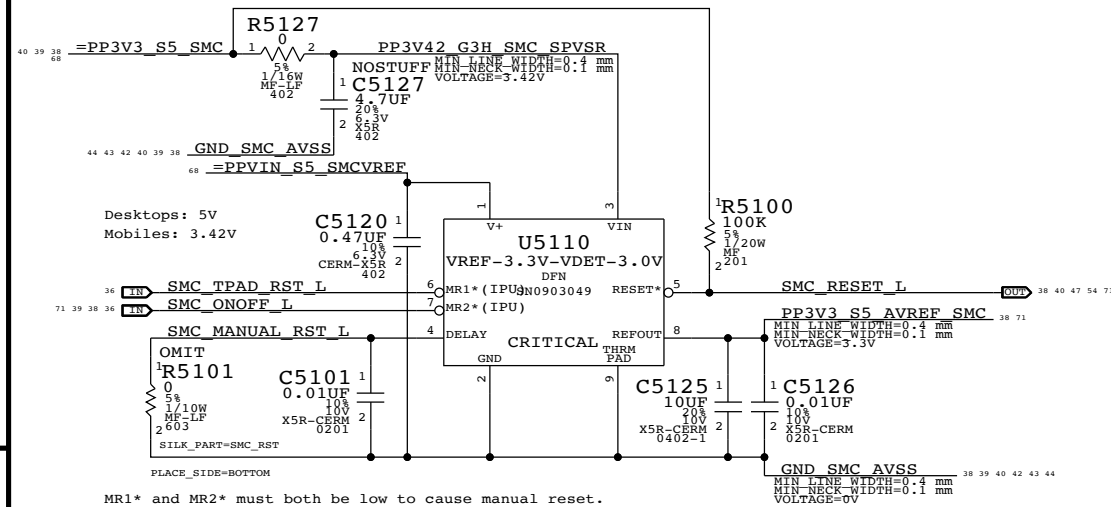 R5127
0
=PP3V3_S5_SMC
40 39 38
68
1
2
5%
1/16W
MF-LF
402
PP3V42_G3H_SMC_SPVSR
MIN_LINE_WIDTH=0.4 mm
MIN_NECK_WIDTH=0.1 mm
VOLTAGE=3.42V
NOSTUFF
C5127
4.7UF
20%
6.3V
X5R
402
1
2
44 43 42 40 39 38
GND_SMC_AVSS
68
=PPVIN_S5_SMCVREF
Desktops: 5V
Mobiles: 3.42V
C5120
0.47UF
10%
6.3V
CERM-X5R
402
1
2
1
3
V+
VIN
U5110
VREF-3.3V-VDET-3.0V
DFN
SN0903049
CRITICAL
R5100
100K
5%
1/20W
MF
201
1
2
36
IN
SMC_TPAD_RST_L
6
MR1*(IPU)
71 39 38 36
IN
SMC_ONOFF_L
7
MR2*(IPU)
SMC_MANUAL_RST_L
4
DELAY
RESET*
5
SMC_RESET_L
OUT
38 40 47 54
REFOUT
8
PP3V3_S5_AVREF_SMC
38 71
MIN_LINE_WIDTH=0.4 mm
MIN_NECK_WIDTH=0.1 mm
VOLTAGE=3.3V
GND
THRM
PAD
2
9
OMIT
R5101
0
5%
1/10W
MF-LF
603
1
2
SILK_PART=SMC_RST
PLACE_SIDE=BOTTOM
C5101
0.01UF
10%
10V
X5R-CERM
0201
1
2
C5125
10UF
20%
10V
X5R-CERM
0402-1
1
2
C5126
0.01UF
10%
10V
X5R-CERM
0201
1
2
GND_SMC_AVSS
38 39 40 42 43 44
MIN_LINE_WIDTH=0.4 mm
MIN_NECK_WIDTH=0.1 mm
VOLTAGE=0V
MR1* and MR2* must both be low to cause manual reset.